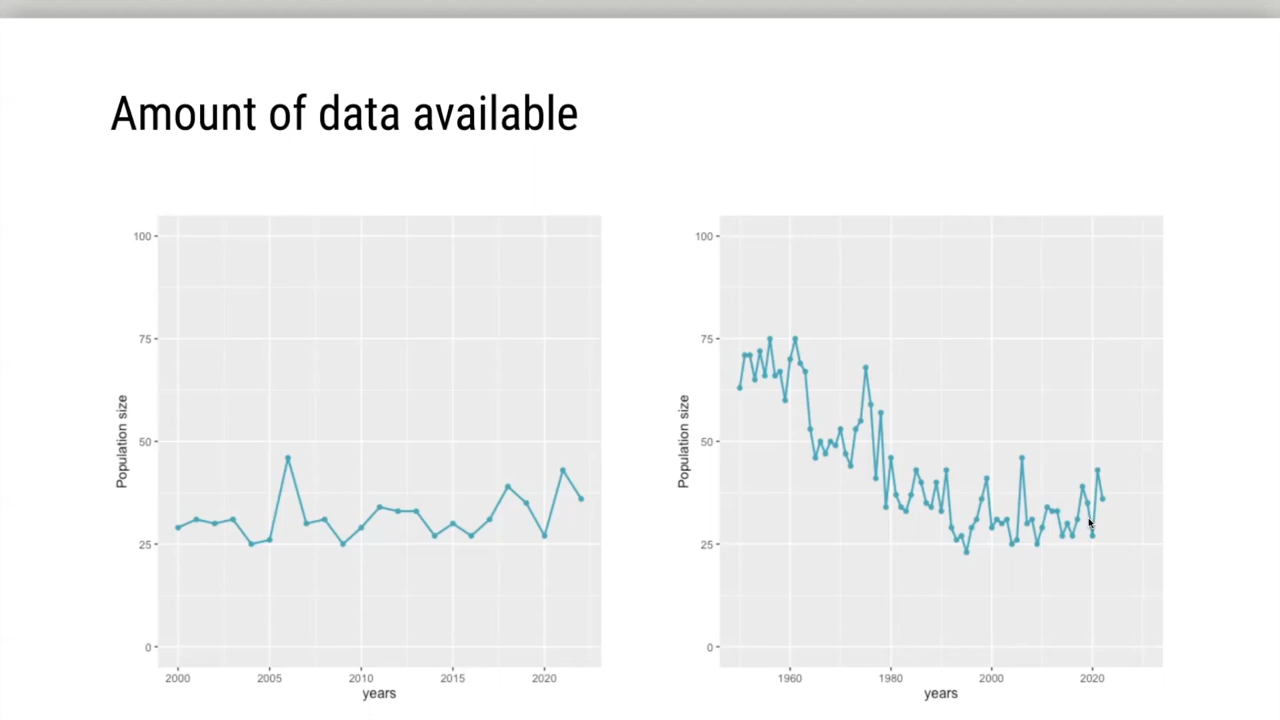 Amount of data available
100
75
50
25
0
Population size
2000 2005 2010 2015 2020
years
100
75
50
25
0
Population size
1960 1980 2000 2020
years